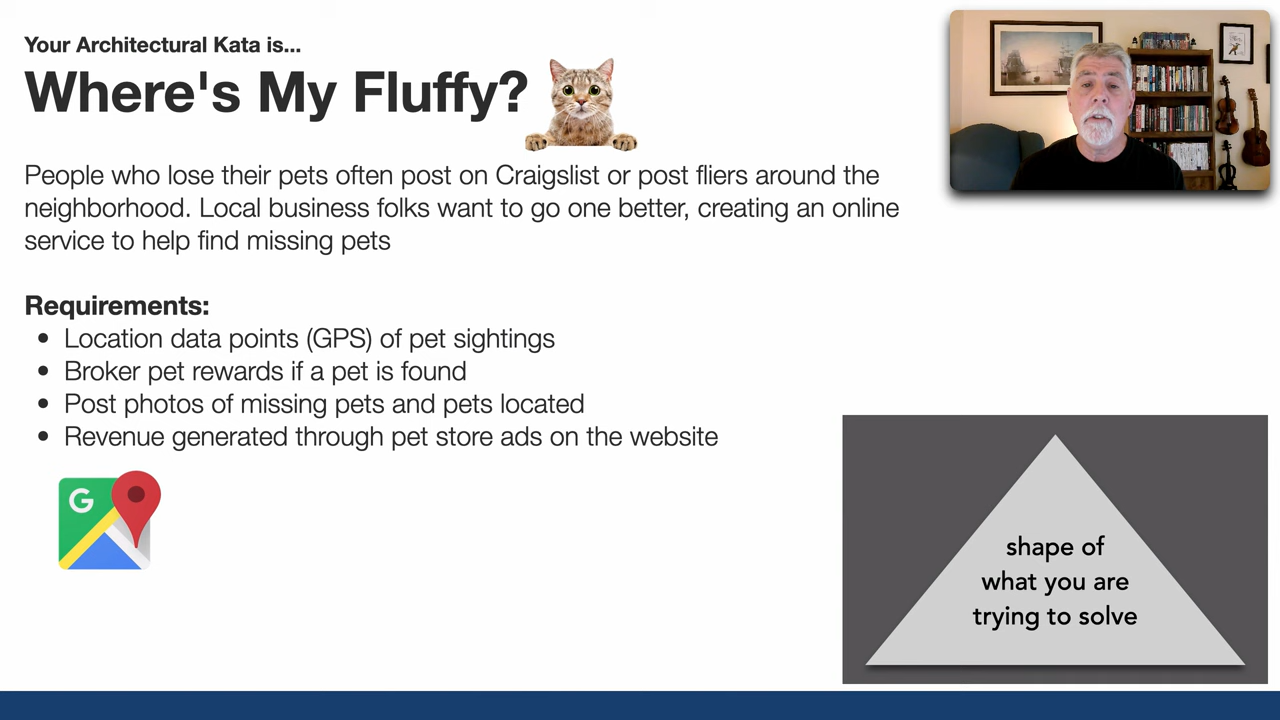 Your Architectural Kata is...
Where's My Fluffy?
People who lose their pets often post on Craigslist or post fliers around the
neighborhood. Local business folks want to go one better, creating an online
service to help find missing pets
Requirements:
• Location data points (GPS) of pet sightings
• Broker pet rewards if a pet is found
• Post photos of missing pets and pets located
• Revenue generated through pet store ads on the website
G
shape of
what you are
trying to solve